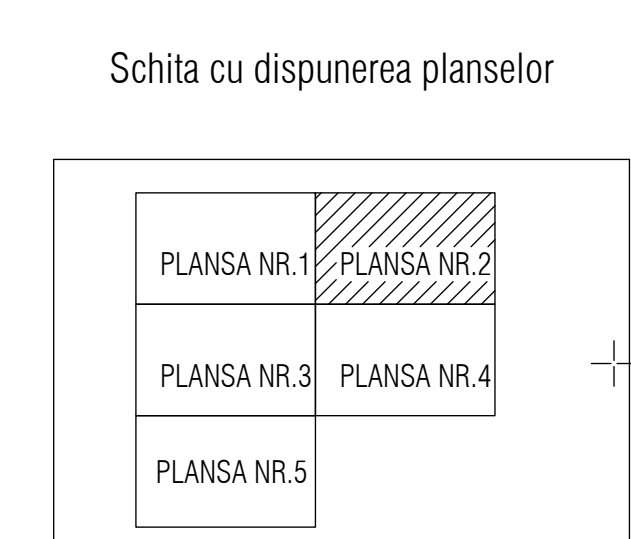 Schita cu dispunerea planselor
PLANSA NR.1
PLANSA NR.2
PLANSA NR.3
PLANSA NR.4
PLANSA NR.5